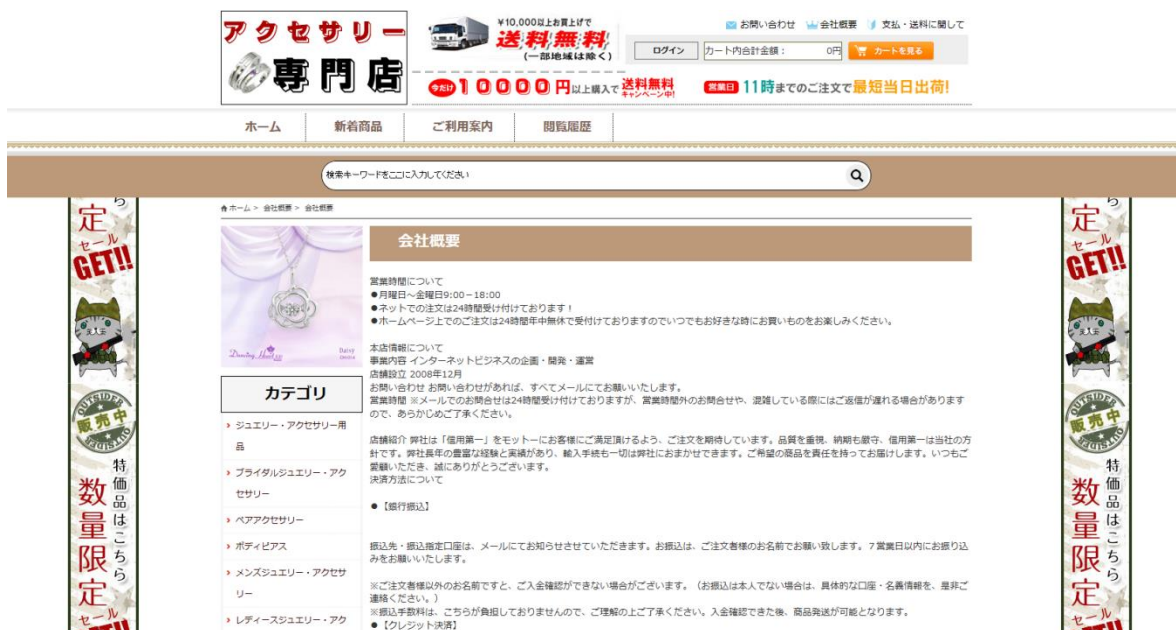 アクセサリー
専門店
¥10,000以上お買上げで
送料無料
(一部地域は除く)
お問い合わせ 会社概要 支払・送料に関して
ログイン カート内合計金額： 0円 カートを見る
今だけ 10000円以上購入で 送料無料 キャンペーン中!
営業日 11時までのご注文で最短当日出荷!
ホーム 新着商品 ご利用案内 閲覧履歴
検索キーワードをここに入力してください
ホーム > 会社概要 > 会社概要
会社概要
営業時間について
●月曜日～金曜日9:00－18:00
●ネットでの注文は24時間受け付けております！
●ホームページ上でのご注文は24時間年中無休で受付けておりますのでいつでもお好きな時にお買いものをお楽しみください。
本店情報について
事業内容 インターネットビジネスの企画・開発・運営
店舗設立 2008年12月
お問い合わせ お問い合わせがあれば、すべてメールにてお願いいたします。
営業時間 ※メールでのお問合せは24時間受け付けておりますが、営業時間外のお問合せや、混雑している際にはご返信が遅れる場合があります
ので、あらかじめご了承ください。
店舗紹介 弊社は「信用第一」をモットーにお客様にご満足頂けるよう、ご注文を期待しています。品質を重視、納期も厳守、信用第一は当社の方
針です。弊社長年の豊富な経験と実績があり、輸入手続も一切は弊社におまかせできます。ご希望の商品を責任を持ってお届けします。いつもご
愛顧いただき、誠にありがとうございます。
決済方法について
●【銀行振込】
振込先・振込指定口座は、メールにてお知らせさせていただきます。お振込は、ご注文者様のお名前でお願い致します。７営業日以内にお振り込
みをお願いいたします。
※ご注文者様以外のお名前ですと、ご入金確認ができない場合がございます。（お振込は本人でない場合は、具体的な口座・名義情報を、是非ご
連絡ください。）
※振込手数料は、こちらが負担しておりませんので、ご理解の上ご了承ください。入金確認できた後、商品発送が可能となります。
●【クレジット決済】
Dancing Heart
Daisy
カテゴリ
ジュエリー・アクセサリー用
品
ブライダルジュエリー・アク
セサリー
ペアアクセサリー
ボディピアス
メンズジュエリー・アクセサ
リー
レディースジュエリー・アク
ら
定
セール
GET!!
OUTSIDER
販売中
OUTSIDER
特価品はこちら
数量限定
セール
ら
定
セール
GET!!
OUTSIDER
販売中
OUTSIDER
特価品はこちら
数量限定
セール